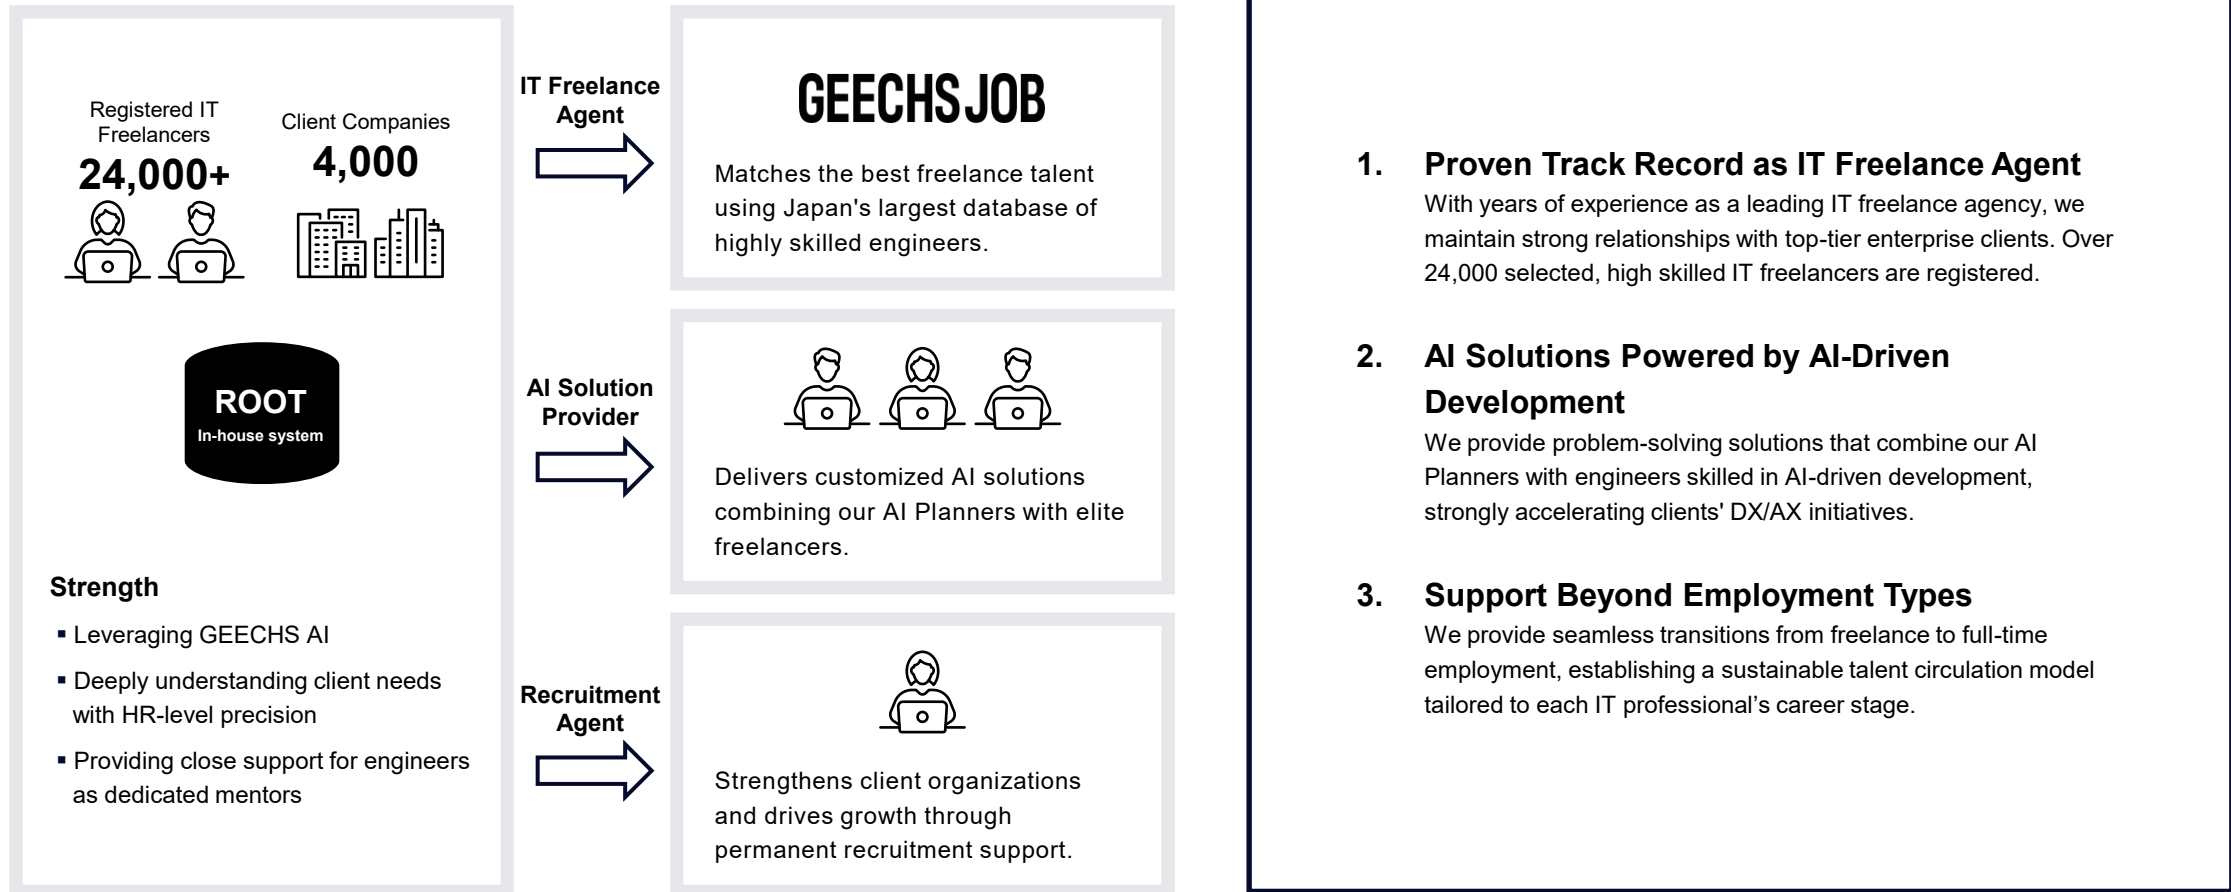 Registered IT
Freelancers
24,000+
Client Companies
4,000
ROOT
In-house system
Strength
▪ Leveraging GEECHS AI
▪ Deeply understanding client needs
with HR-level precision
▪ Providing close support for engineers
as dedicated mentors
IT Freelance
Agent
GEECHS JOB
Matches the best freelance talent
using Japan's largest database of
highly skilled engineers.
AI Solution
Provider
Delivers customized AI solutions
combining our AI Planners with elite
freelancers.
Recruitment
Agent
Strengthens client organizations
and drives growth through
permanent recruitment support.
1. Proven Track Record as IT Freelance Agent
With years of experience as a leading IT freelance agency, we
maintain strong relationships with top-tier enterprise clients. Over
24,000 selected, high skilled IT freelancers are registered.
2. AI Solutions Powered by AI-Driven
Development
We provide problem-solving solutions that combine our AI
Planners with engineers skilled in AI-driven development,
strongly accelerating clients' DX/AX initiatives.
3. Support Beyond Employment Types
We provide seamless transitions from freelance to full-time
employment, establishing a sustainable talent circulation model
tailored to each IT professional’s career stage.